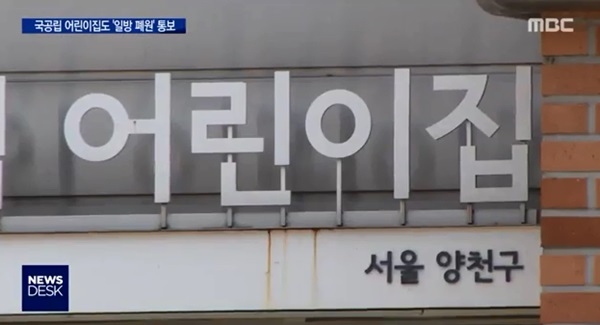 국공립 어린이집도 '일방 폐원' 통보
MBC
어린이집
서울 양천구
NEWS
DESK